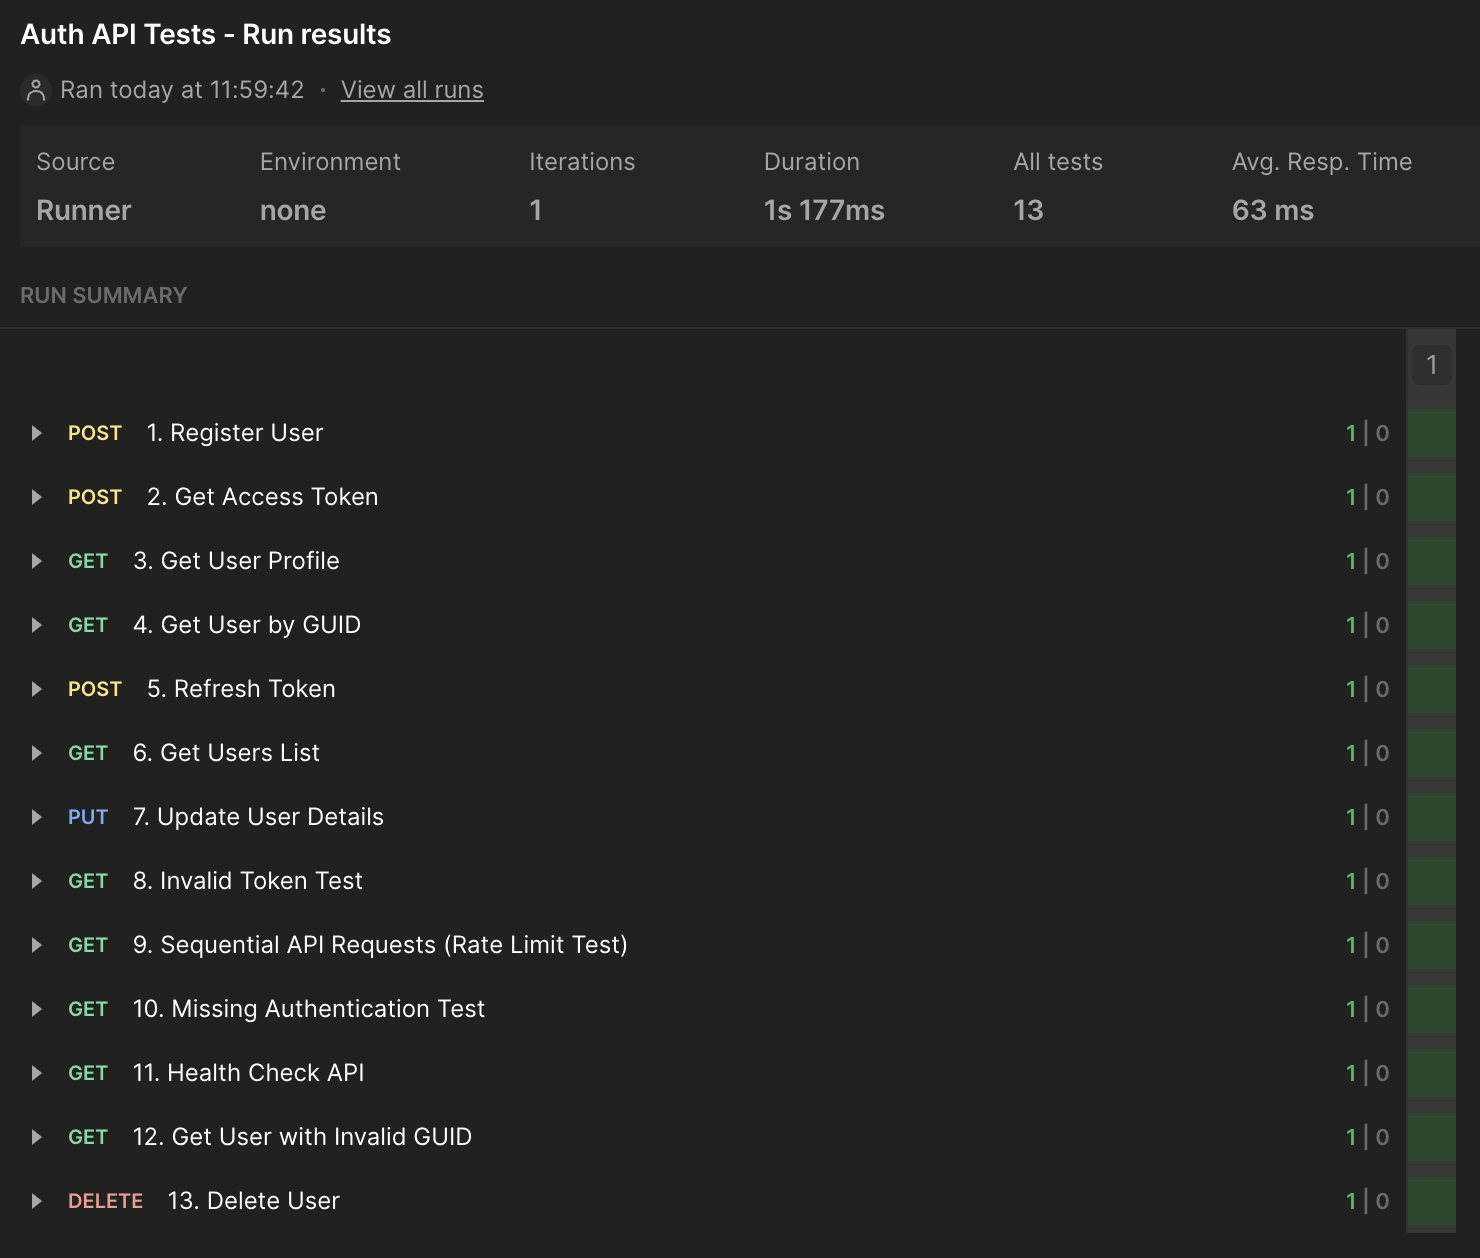 Auth API Tests - Run results
Ran today at 11:59:42 · View all runs
Source Environment Iterations Duration All tests Avg. Resp. Time
Runner none 1 1s 177ms 13 63 ms
RUN SUMMARY
1
POST 1. Register User 1 | 0
POST 2. Get Access Token 1 | 0
GET 3. Get User Profile 1 | 0
GET 4. Get User by GUID 1 | 0
POST 5. Refresh Token 1 | 0
GET 6. Get Users List 1 | 0
PUT 7. Update User Details 1 | 0
GET 8. Invalid Token Test 1 | 0
GET 9. Sequential API Requests (Rate Limit Test) 1 | 0
GET 10. Missing Authentication Test 1 | 0
GET 11. Health Check API 1 | 0
GET 12. Get User with Invalid GUID 1 | 0
DELETE 13. Delete User 1 | 0